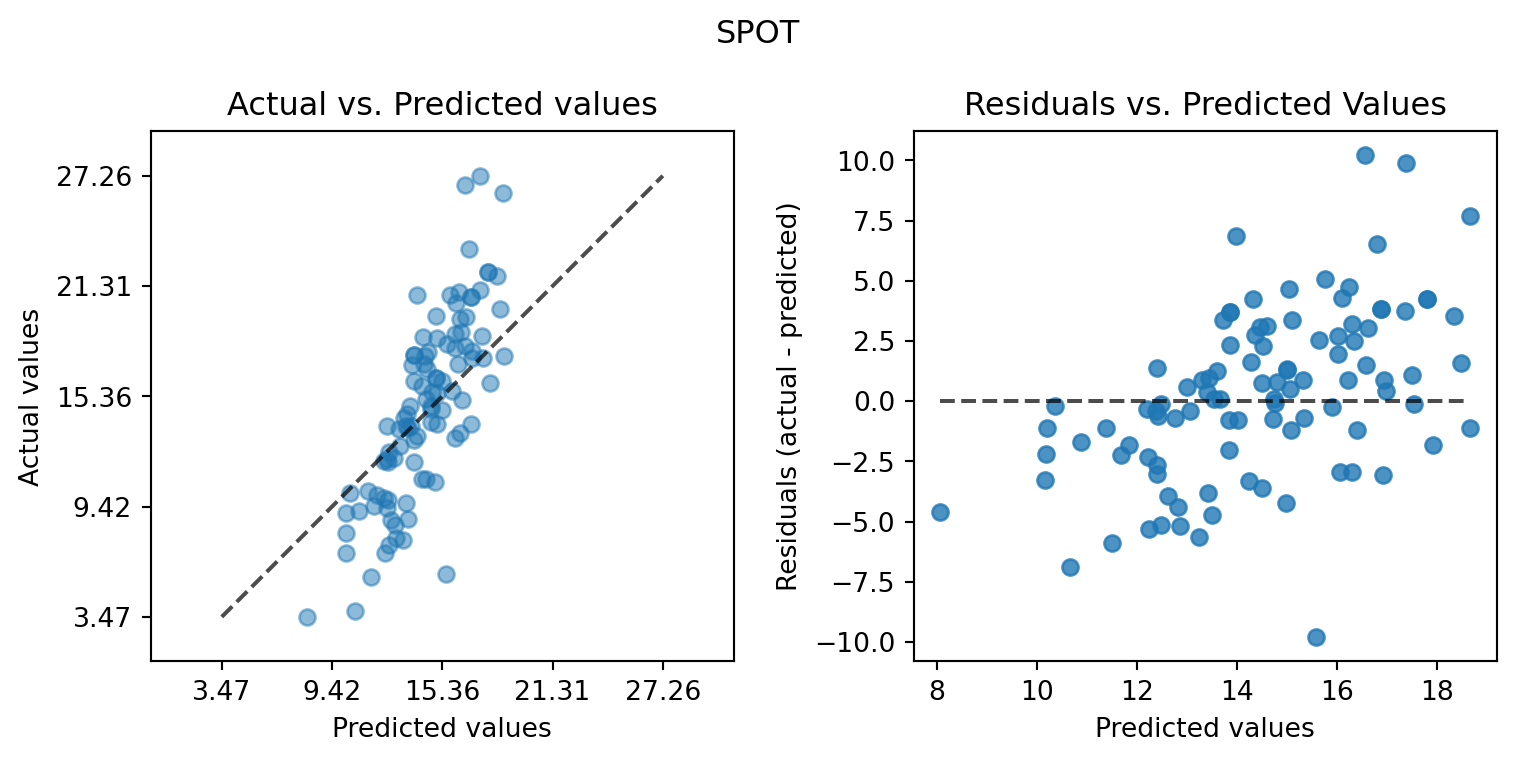 SPOT
Actual vs. Predicted values
Actual values
27.26
21.31
15.36
9.42
3.47
3.47 9.42 15.36 21.31 27.26
Predicted values
Residuals vs. Predicted Values
Residuals (actual - predicted)
10.0
7.5
5.0
2.5
0.0
−2.5
−5.0
−7.5
−10.0
8 10 12 14 16 18
Predicted values